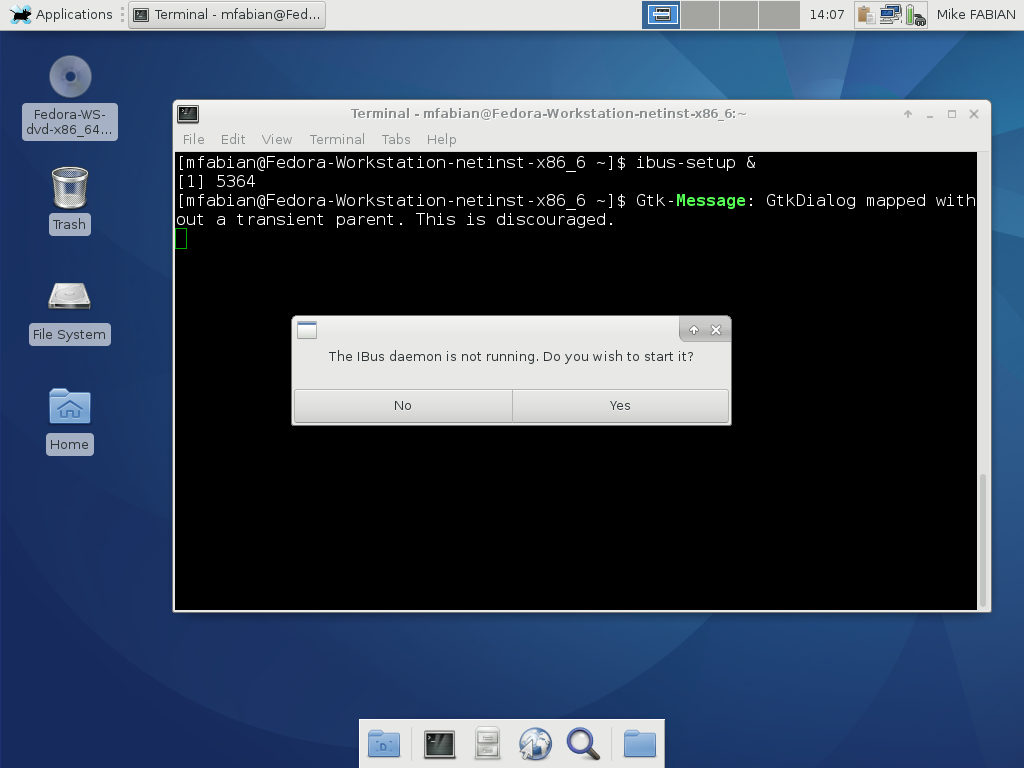 Applications
Terminal - mfabian@Fed...
14:07
Mike FABIAN
Fedora-WS-
dvd-x86_64...
Trash
File System
Home
Terminal - mfabian@Fedora-Workstation-netinst-x86_6:~
File Edit View Terminal Tabs Help
[mfabian@Fedora-Workstation-netinst-x86_6 ~]$ ibus-setup &
[1] 5364
[mfabian@Fedora-Workstation-netinst-x86_6 ~]$ Gtk-Message: GtkDialog mapped with
out a transient parent. This is discouraged.
The IBus daemon is not running. Do you wish to start it?
No Yes